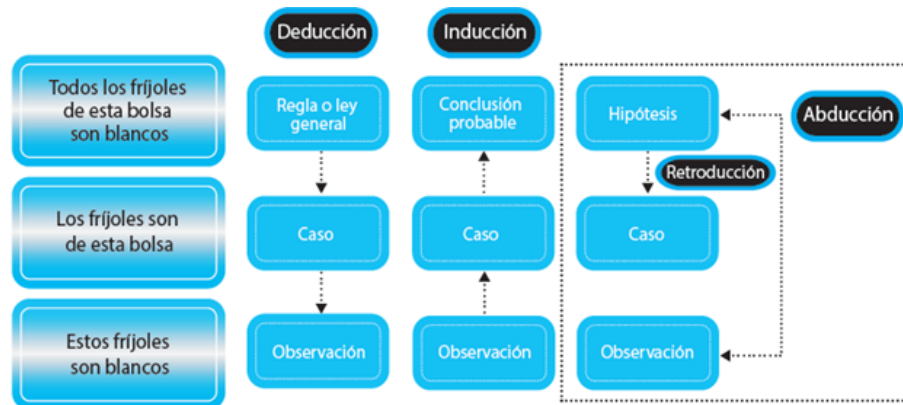 Deducción
Inducción
Todos los fríjoles
de esta bolsa
son blancos
Regla o ley
general
Conclusión
probable
Hipótesis
Abducción
Retroducción
Los fríjoles son
de esta bolsa
Caso
Caso
Caso
Estos fríjoles
son blancos
Observación
Observación
Observación